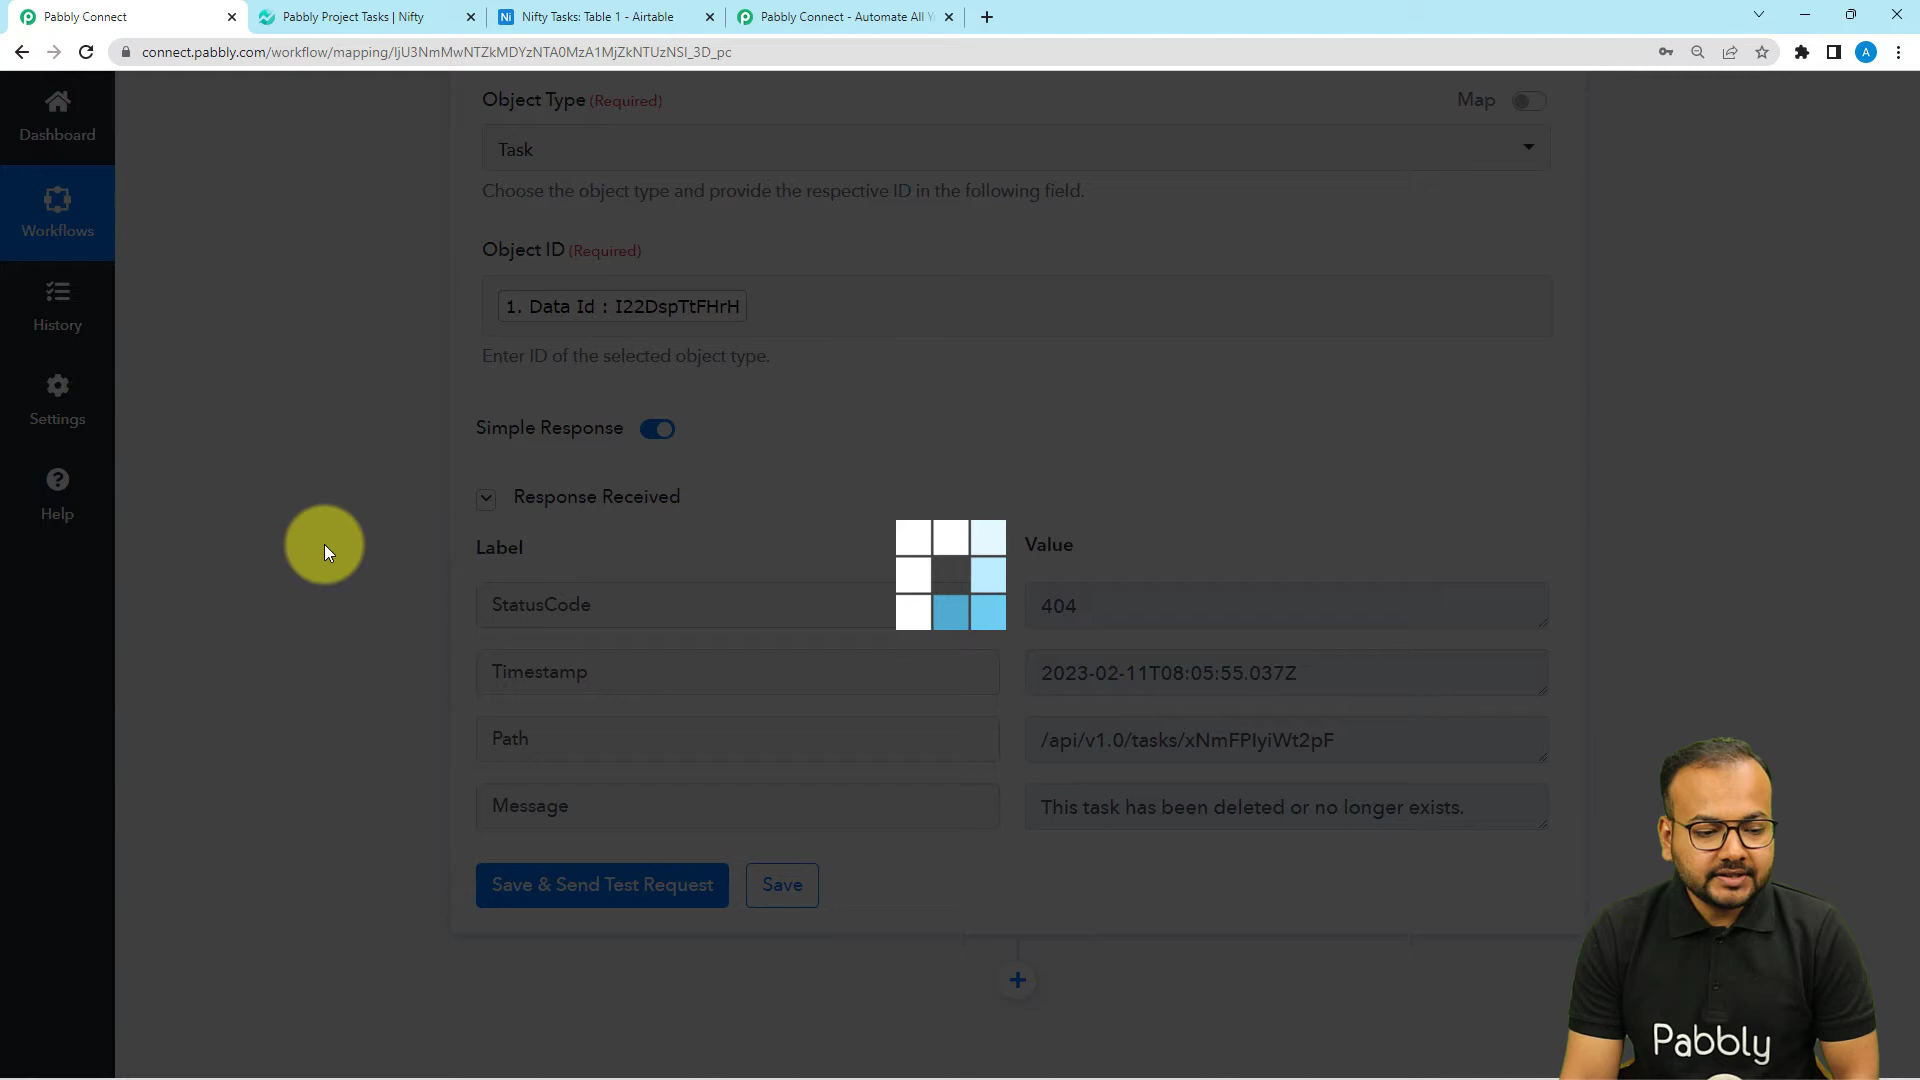 Pabbly Connect
Pabbly Project Tasks | Nifty
Nifty Tasks: Table 1 - Airtable
Pabbly Connect - Automate All Y
connect.pabbly.com/workflow/mapping/IjU3NmMwNTZkMDYzNTA0MzA1MjZkNTUzNSI_3D_pc
A
Dashboard
Workflows
History
Settings
Help
Object Type (Required)
Map
Task
Choose the object type and provide the respective ID in the following field.
Object ID (Required)
1. Data Id : I22DspTtFHrH
Enter ID of the selected object type.
Simple Response
Response Received
Label
Value
StatusCode
404
Timestamp
2023-02-11T08:05:55.037Z
Path
/api/v1.0/tasks/xNmFPIyiWt2pF
Message
This task has been deleted or no longer exists.
Save & Send Test Request
Save
Pabbly